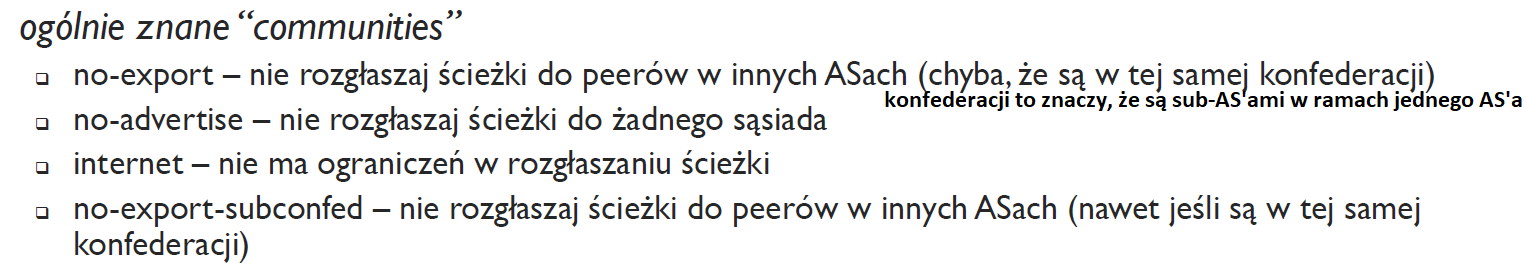 ogólnie znane “communities”
❑ no-export – nie rozgłaszaj ścieżki do peerów w innych ASach (chyba, że są w tej samej konfederacji)
konfederacji to znaczy, że są sub-AS'ami w ramach jednego AS'a
❑ no-advertise – nie rozgłaszaj ścieżki do żadnego sąsiada
❑ internet – nie ma ograniczeń w rozgłaszaniu ścieżki
❑ no-export-subconfed – nie rozgłaszaj ścieżki do peerów w innych ASach (nawet jeśli są w tej samej
konfederacji)